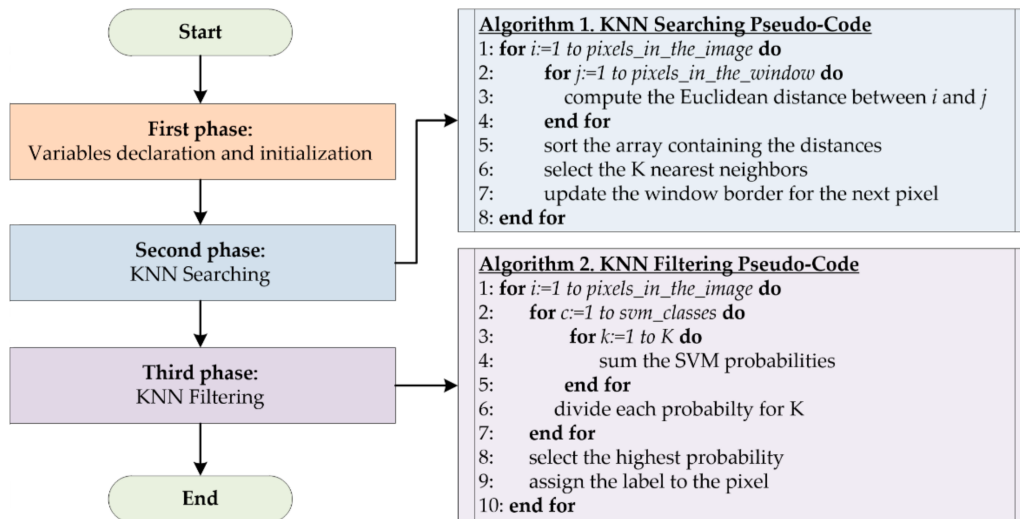 Start
First phase:
Variables declaration and initialization
Second phase:
KNN Searching
Third phase:
KNN Filtering
End
Algorithm 1. KNN Searching Pseudo-Code
1: for i:=1 to pixels_in_the_image do
2: for j:=1 to pixels_in_the_window do
3: compute the Euclidean distance between i and j
4: end for
5: sort the array containing the distances
6: select the K nearest neighbors
7: update the window border for the next pixel
8: end for
Algorithm 2. KNN Filtering Pseudo-Code
1: for i:=1 to pixels_in_the_image do
2: for c:=1 to svm_classes do
3: for k:=1 to K do
4: sum the SVM probabilities
5: end for
6: divide each probabilty for K
7: end for
8: select the highest probability
9: assign the label to the pixel
10: end for